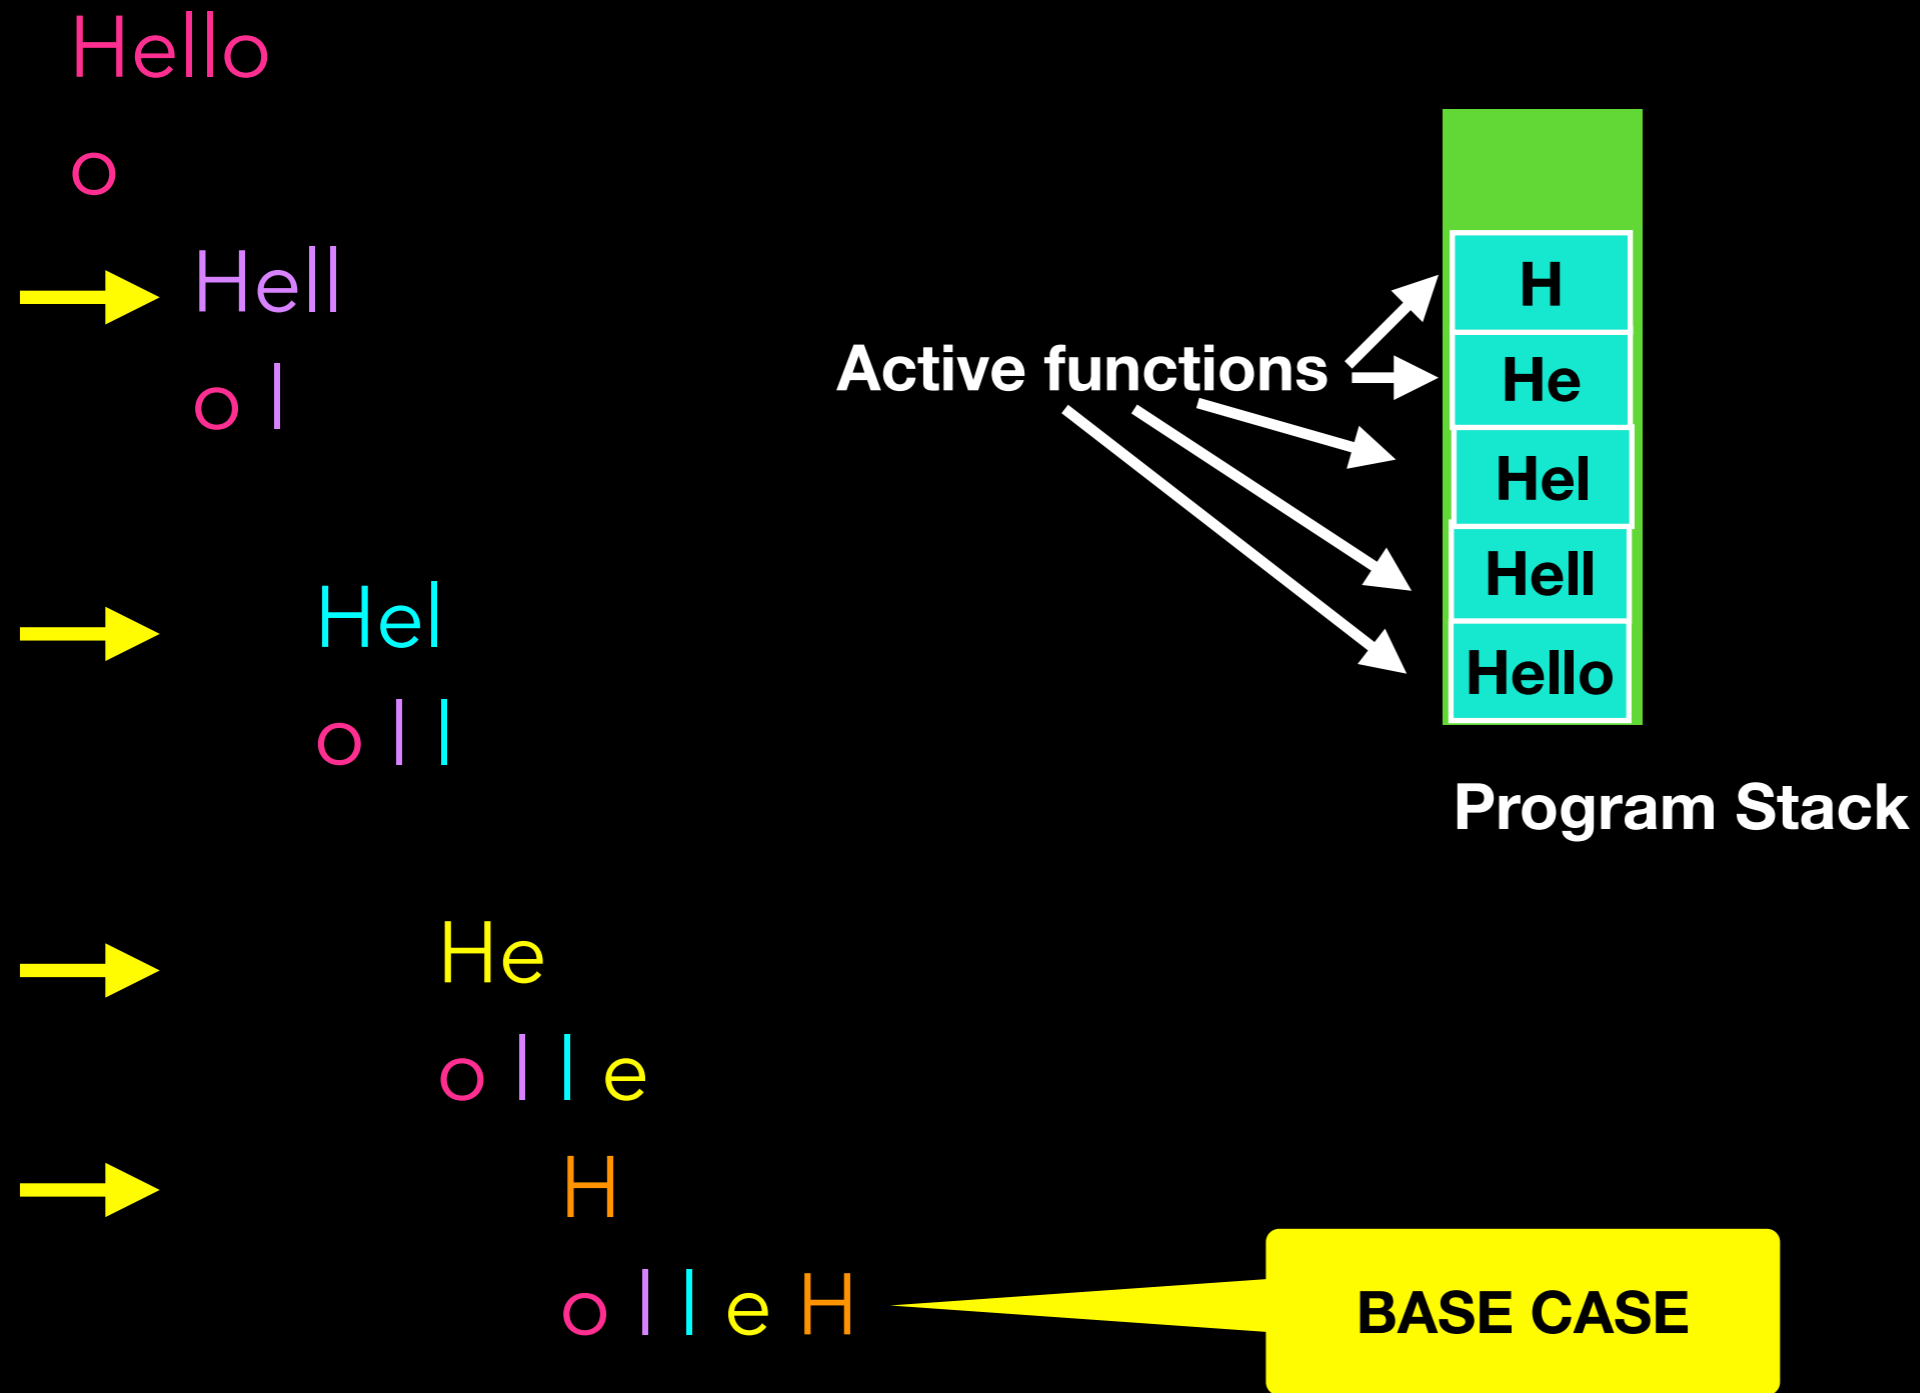 Hello
o
Hell
o l
Hel
o l l
He
o l l e
H
o l l e H
Active functions
H
He
Hel
Hell
Hello
Program Stack
BASE CASE